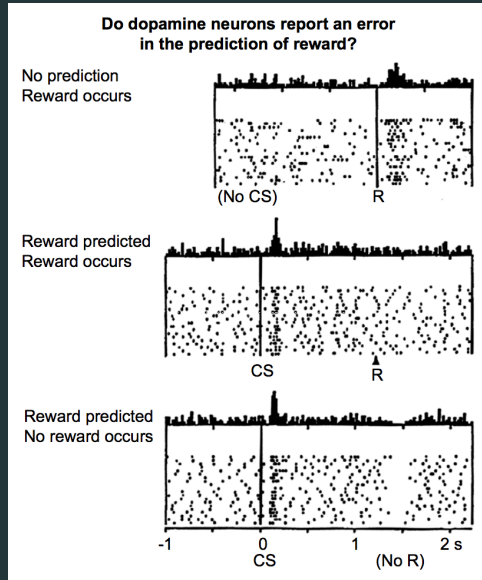 Do dopamine neurons report an error
in the prediction of reward?
No prediction
Reward occurs
(No CS)
R
Reward predicted
Reward occurs
CS
R
Reward predicted
No reward occurs
-1
0
1
2 s
CS
(No R)